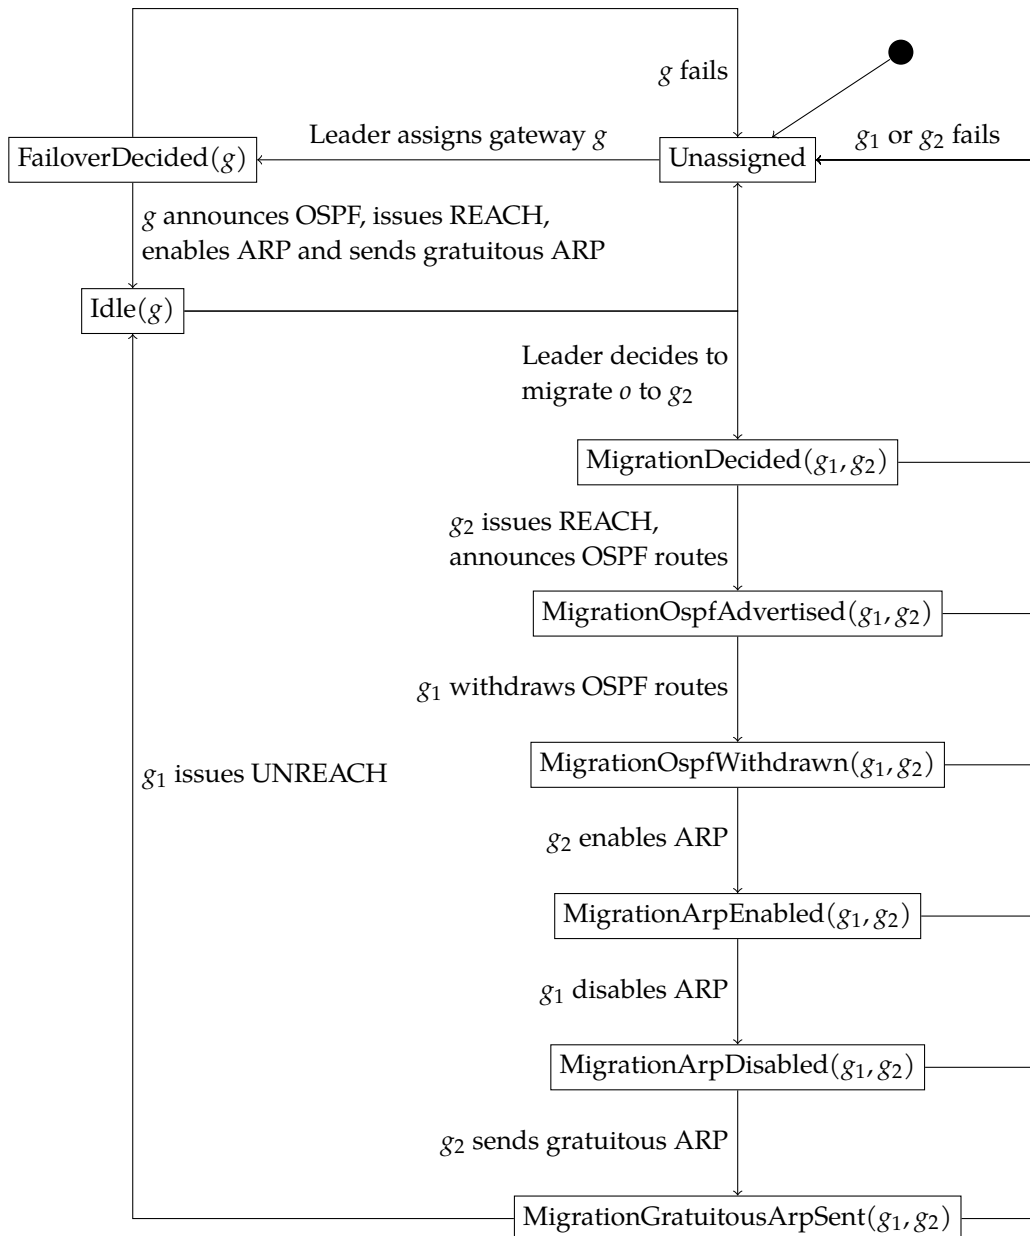 g fails
Leader assigns gateway g
g₁ or g₂ fails
FailoverDecided(g)
Unassigned
g announces OSPF, issues REACH,
enables ARP and sends gratuitous ARP
Idle(g)
Leader decides to
migrate o to g₂
MigrationDecided(g₁, g₂)
g₂ issues REACH,
announces OSPF routes
MigrationOspfAdvertised(g₁, g₂)
g₁ withdraws OSPF routes
MigrationOspfWithdrawn(g₁, g₂)
g₁ issues UNREACH
g₂ enables ARP
MigrationArpEnabled(g₁, g₂)
g₁ disables ARP
MigrationArpDisabled(g₁, g₂)
g₂ sends gratuitous ARP
MigrationGratuitousArpSent(g₁, g₂)